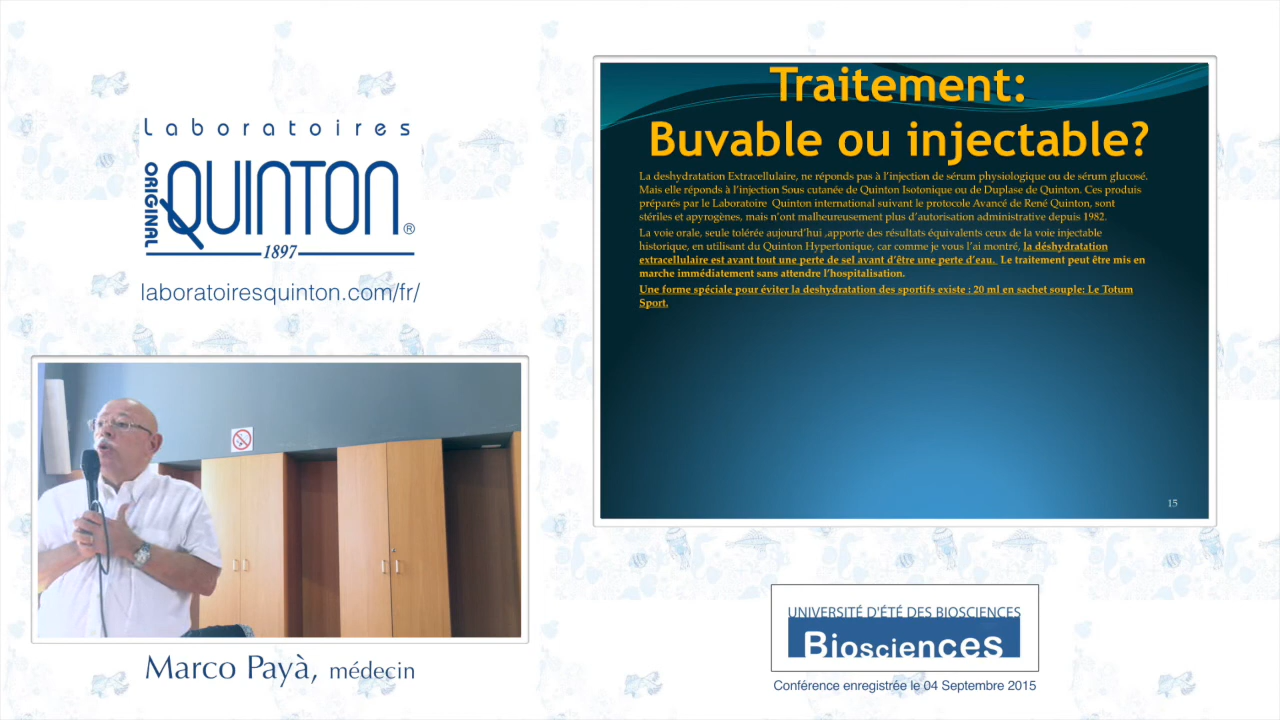 Laboratoires
ORIGINAL
QUINTON®
1897
laboratoiresquinton.com/fr/
Marco Payà, médecin
Traitement:
Buvable ou injectable?
La deshydratation Extracellulaire, ne réponds pas à l'injection de sérum physiologique ou de sérum glucosé.
Mais elle réponds à l'injection Sous cutanée de Quinton Isotonique ou de Duplase de Quinton. Ces produis
préparés par le Laboratoire Quinton international suivant le protocole Avancé de René Quinton, sont
stériles et apyrogènes, mais n'ont malheureusement plus d'autorisation administrative depuis 1982.
La voie orale, seule tolérée aujourd'hui ,apporte des résultats équivalents ceux de la voie injectable
historique, en utilisant du Quinton Hypertonique, car comme je vous l'ai montré, la déshydratation
extracellulaire est avant tout une perte de sel avant d'être une perte d'eau. Le traitement peut être mis en
marche immédiatement sans attendre l'hospitalisation.
Une forme spéciale pour éviter la deshydratation des sportifs existe : 20 ml en sachet souple: Le Totum
Sport.
15
UNIVERSITÉ D'ÉTÉ DES BIOSCIENCES
Biosciences
Conférence enregistrée le 04 Septembre 2015